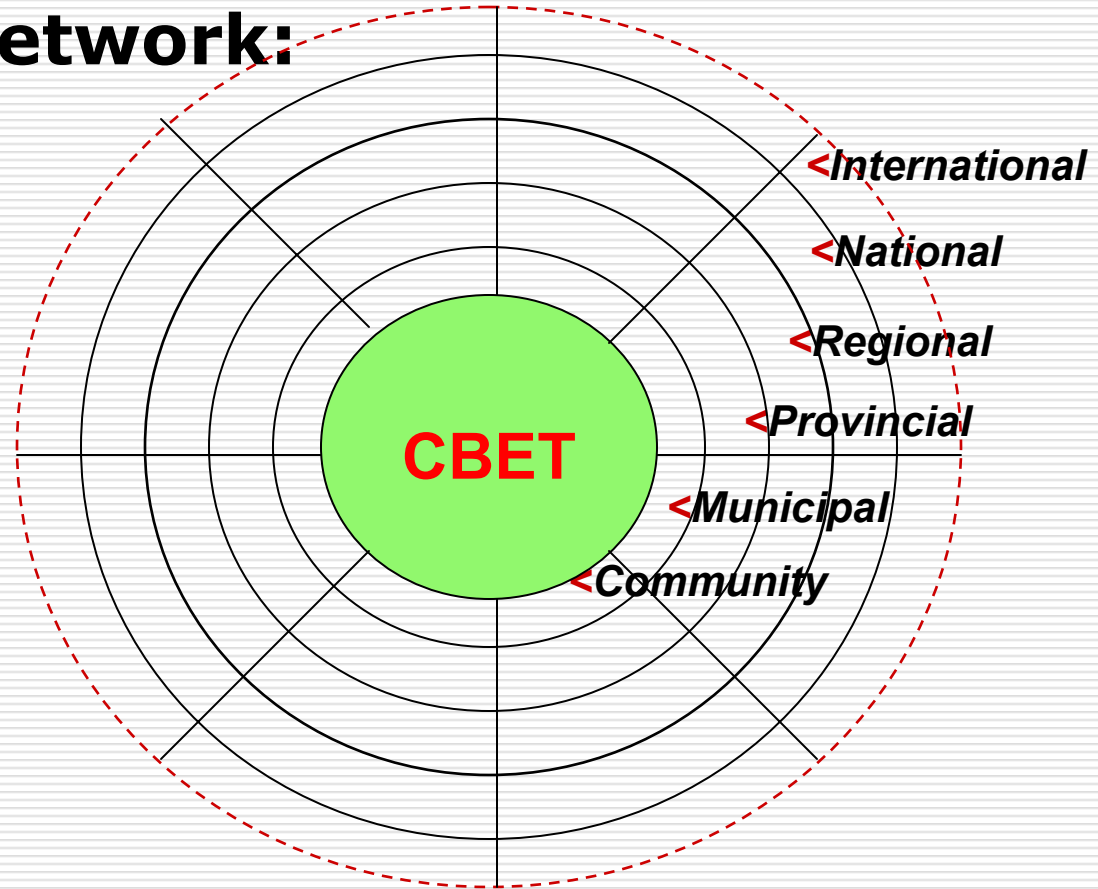 etwork:
<International
<National
<Regional
<Provincial
CBET
<Municipal
<Community